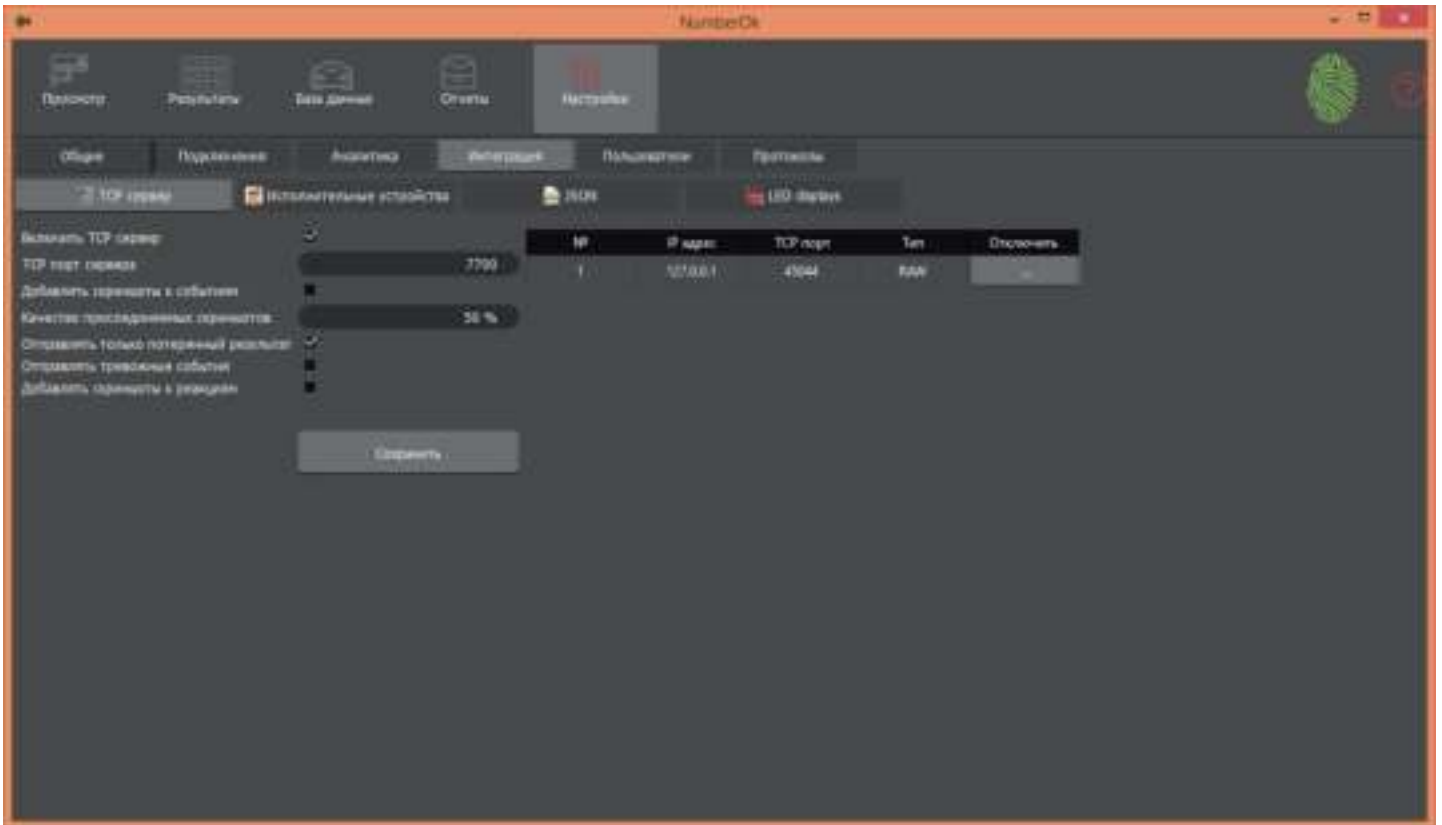 NumberOk
Просмотр Результаты База данных Отчеты Настройки
Общие Подключения Аналитика Интеграция Пользователи Протоколы
TCP сервер Исполнительные устройства JSON LED displays
Включить TCP сервер
TCP порт сервера 7700
Добавлять скриншоты к событиям
Качество присоединенных скриншотов 50 %
Отправлять только потерянный результат
Отправлять тревожные события
Добавлять скриншоты к реакциям
Сохранить
№ IP адрес TCP порт Тип Отключить
1 127.0.0.1 45044 RAW ...